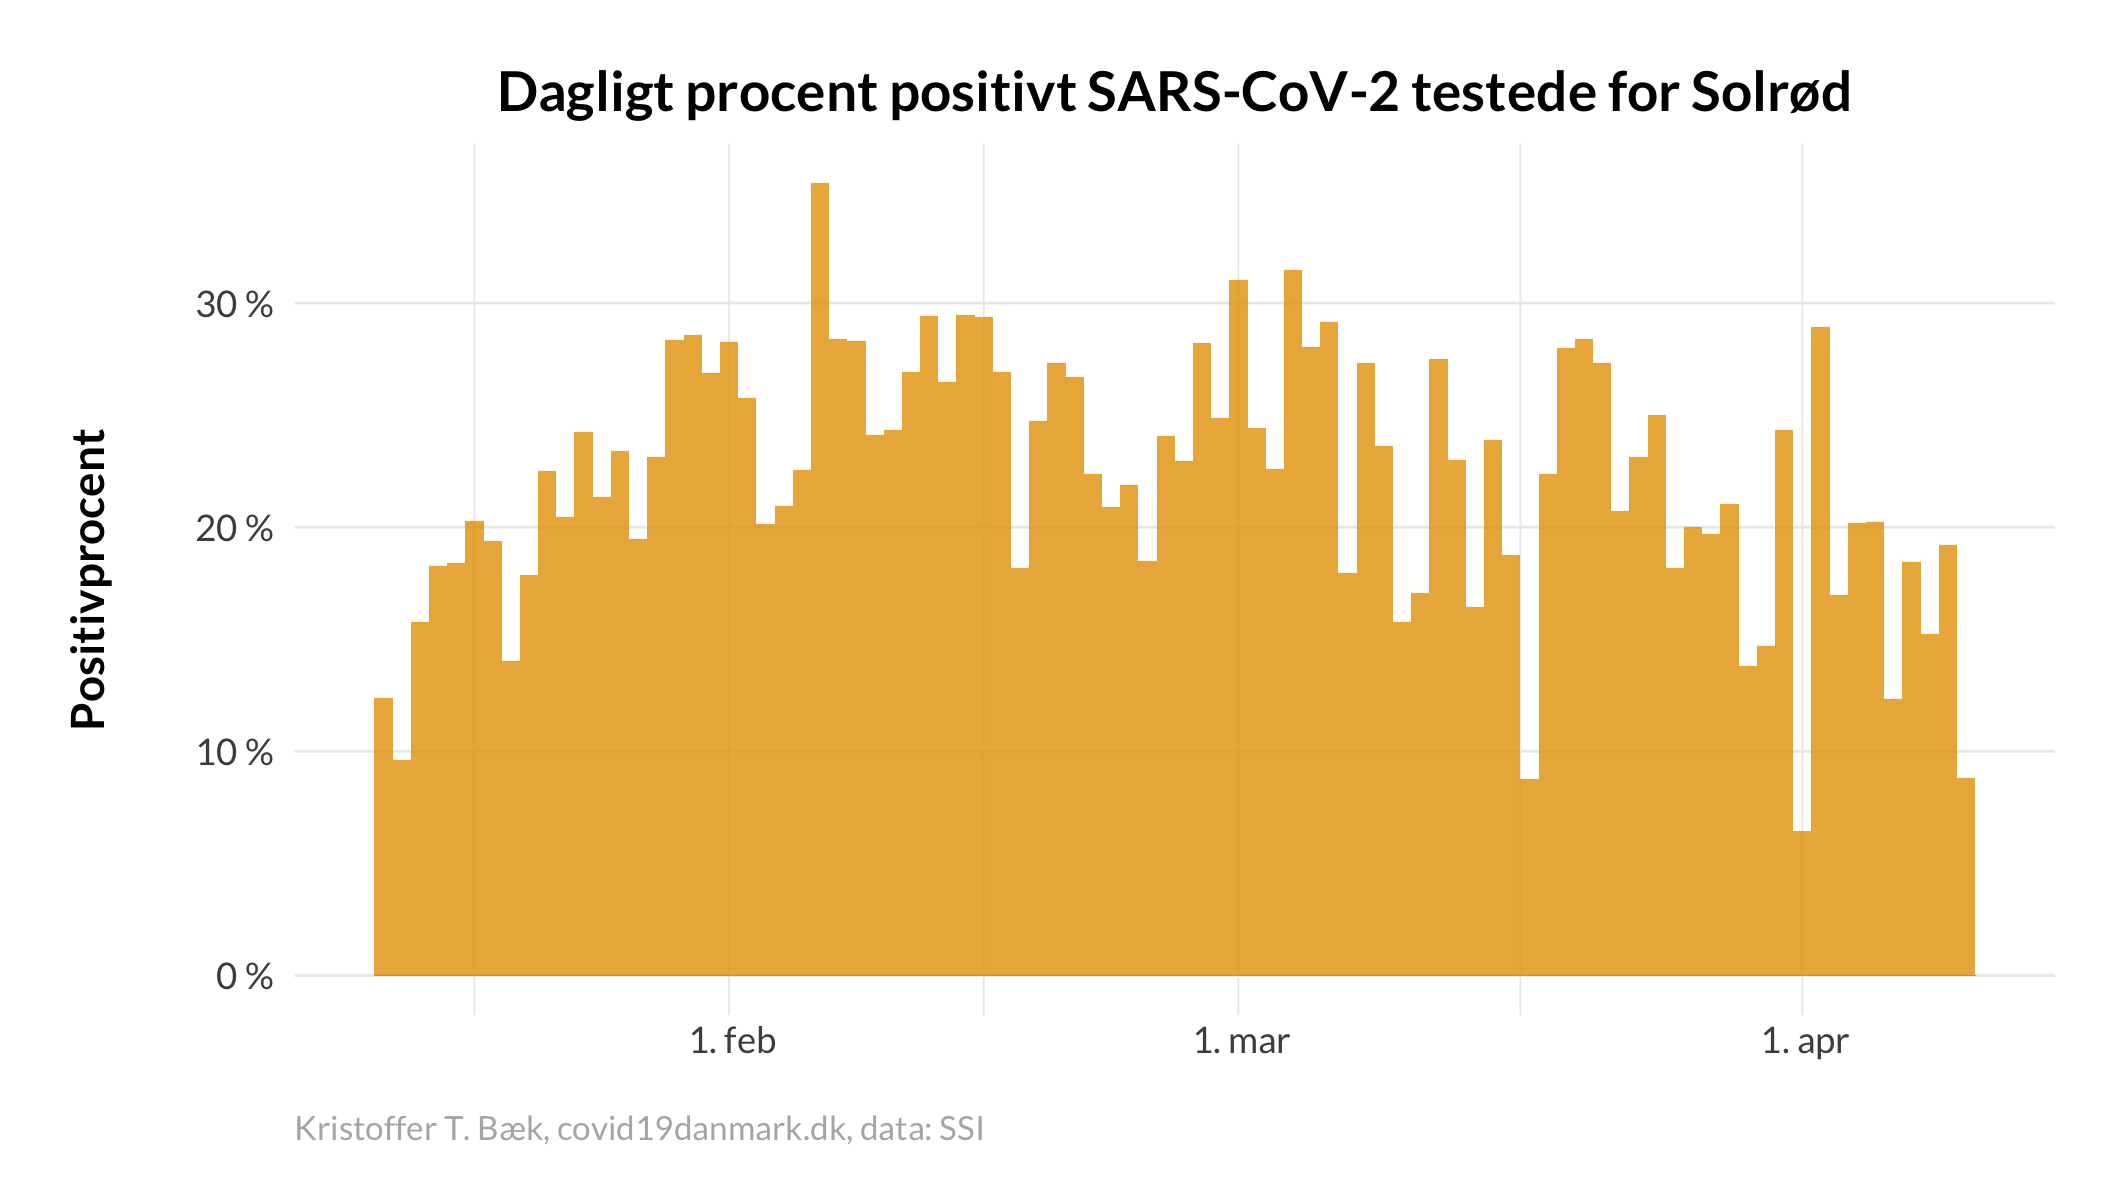 Dagligt procent positivt SARS-CoV-2 testede for Solrød
Positivprocent
30 %
20 %
10 %
0 %
1. feb
1. mar
1. apr
Kristoffer T. Bæk, covid19danmark.dk, data: SSI